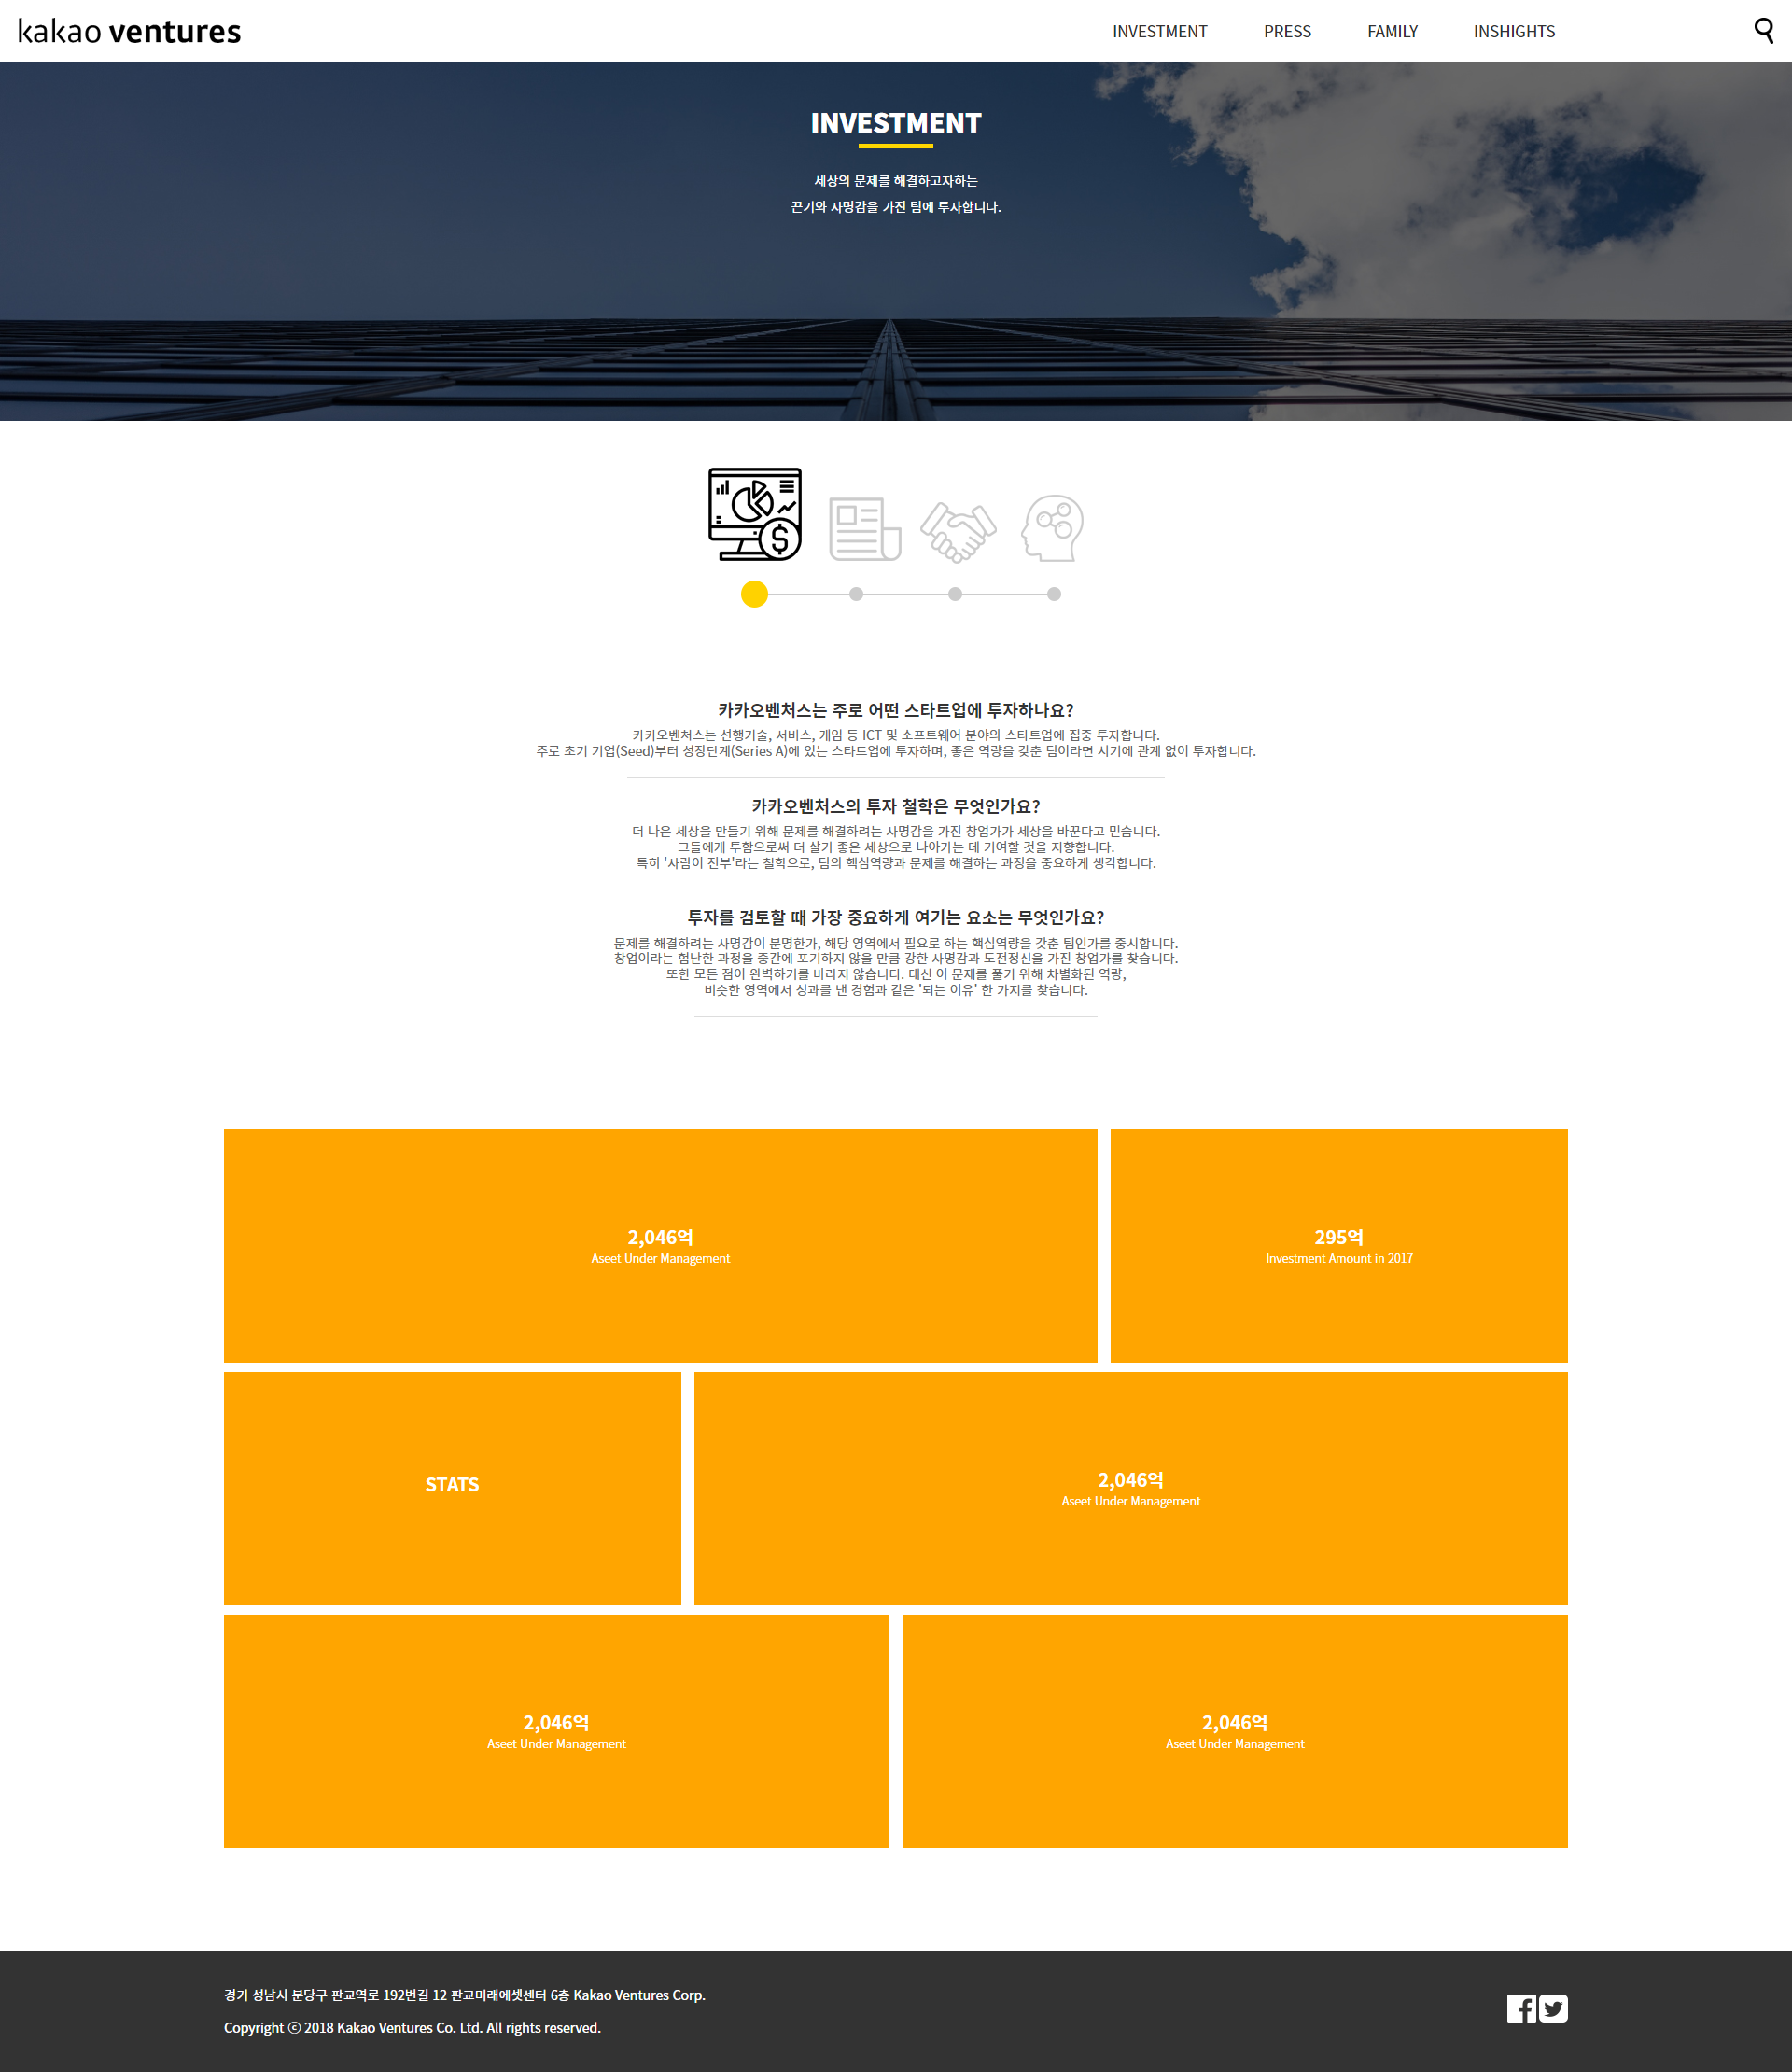 kakao ventures
INVESTMENT
PRESS
FAMILY
INSHIGHTS
INVESTMENT
세상의 문제를 해결하고자하는
끈기와 사명감을 가진 팀에 투자합니다.
카카오벤처스는 주로 어떤 스타트업에 투자하나요?
카카오벤처스는 선행기술, 서비스, 게임 등 ICT 및 소프트웨어 분야의 스타트업에 집중 투자합니다.
주로 초기 기업(Seed)부터 성장단계(Series A)에 있는 스타트업에 투자하며, 좋은 역량을 갖춘 팀이라면 시기에 관계 없이 투자합니다.
카카오벤처스의 투자 철학은 무엇인가요?
더 나은 세상을 만들기 위해 문제를 해결하려는 사명감을 가진 창업가가 세상을 바꾼다고 믿습니다.
그들에게 투함으로써 더 살기 좋은 세상으로 나아가는 데 기여할 것을 지향합니다.
특히 '사람이 전부'라는 철학으로, 팀의 핵심역량과 문제를 해결하는 과정을 중요하게 생각합니다.
투자를 검토할 때 가장 중요하게 여기는 요소는 무엇인가요?
문제를 해결하려는 사명감이 분명한가, 해당 영역에서 필요로 하는 핵심역량을 갖춘 팀인가를 중시합니다.
창업이라는 험난한 과정을 중간에 포기하지 않을 만큼 강한 사명감과 도전정신을 가진 창업가를 찾습니다.
또한 모든 점이 완벽하기를 바라지 않습니다. 대신 이 문제를 풀기 위해 차별화된 역량,
비슷한 영역에서 성과를 낸 경험과 같은 '되는 이유' 한 가지를 찾습니다.
2,046억
Aseet Under Management
295억
Investment Amount in 2017
STATS
2,046억
Aseet Under Management
2,046억
Aseet Under Management
2,046억
Aseet Under Management
경기 성남시 분당구 판교역로 192번길 12 판교미래에셋센터 6층 Kakao Ventures Corp.
Copyright ⓒ 2018 Kakao Ventures Co. Ltd. All rights reserved.